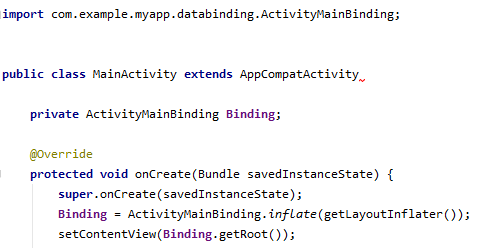 import com.example.myapp.databinding.ActivityMainBinding;
public class MainActivity extends AppCompatActivity
private ActivityMainBinding Binding;
@Override
protected void onCreate(Bundle savedInstanceState) {
super.onCreate(savedInstanceState);
Binding = ActivityMainBinding.inflate(getLayoutInflater());
setContentView(Binding.getRoot());